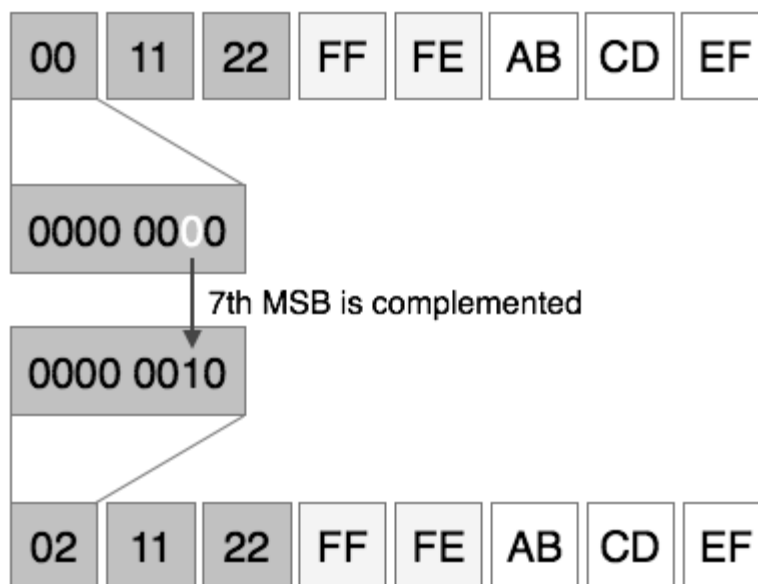 00 11 22 FF FE AB CD EF
0000 0000
7th MSB is complemented
0000 0010
02 11 22 FF FE AB CD EF